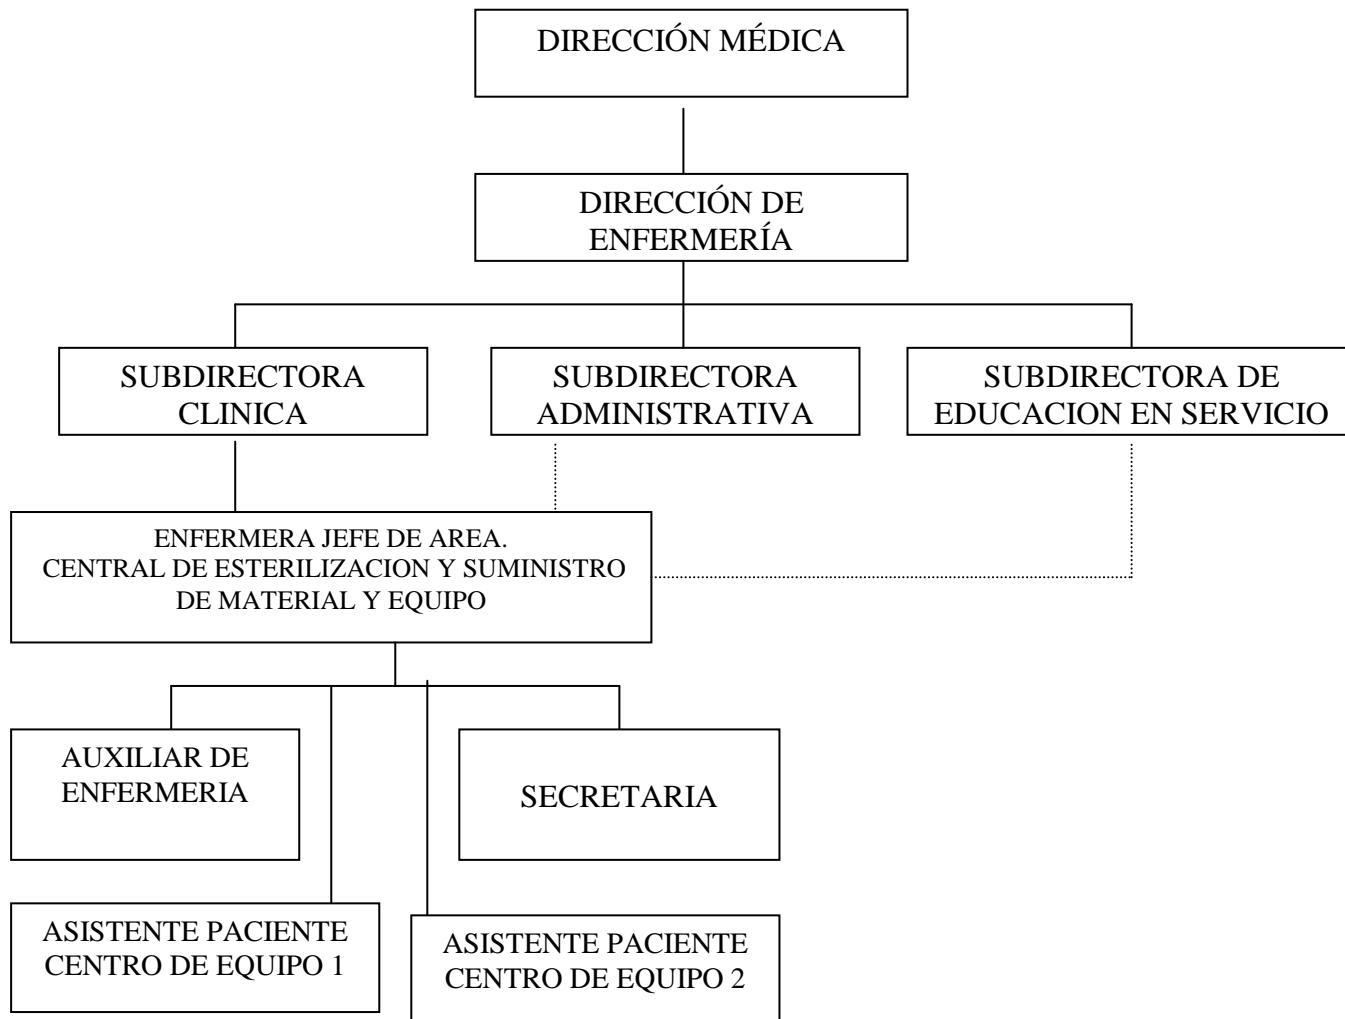 DIRECCIÓN MÉDICA
DIRECCIÓN DE
ENFERMERÍA
SUBDIRECTORA
CLINICA
SUBDIRECTORA
ADMINISTRATIVA
SUBDIRECTORA DE
EDUCACION EN SERVICIO
ENFERMERA JEFE DE AREA.
CENTRAL DE ESTERILIZACION Y SUMINISTRO
DE MATERIAL Y EQUIPO
AUXILIAR DE
ENFERMERIA
SECRETARIA
ASISTENTE PACIENTE
CENTRO DE EQUIPO 1
ASISTENTE PACIENTE
CENTRO DE EQUIPO 2